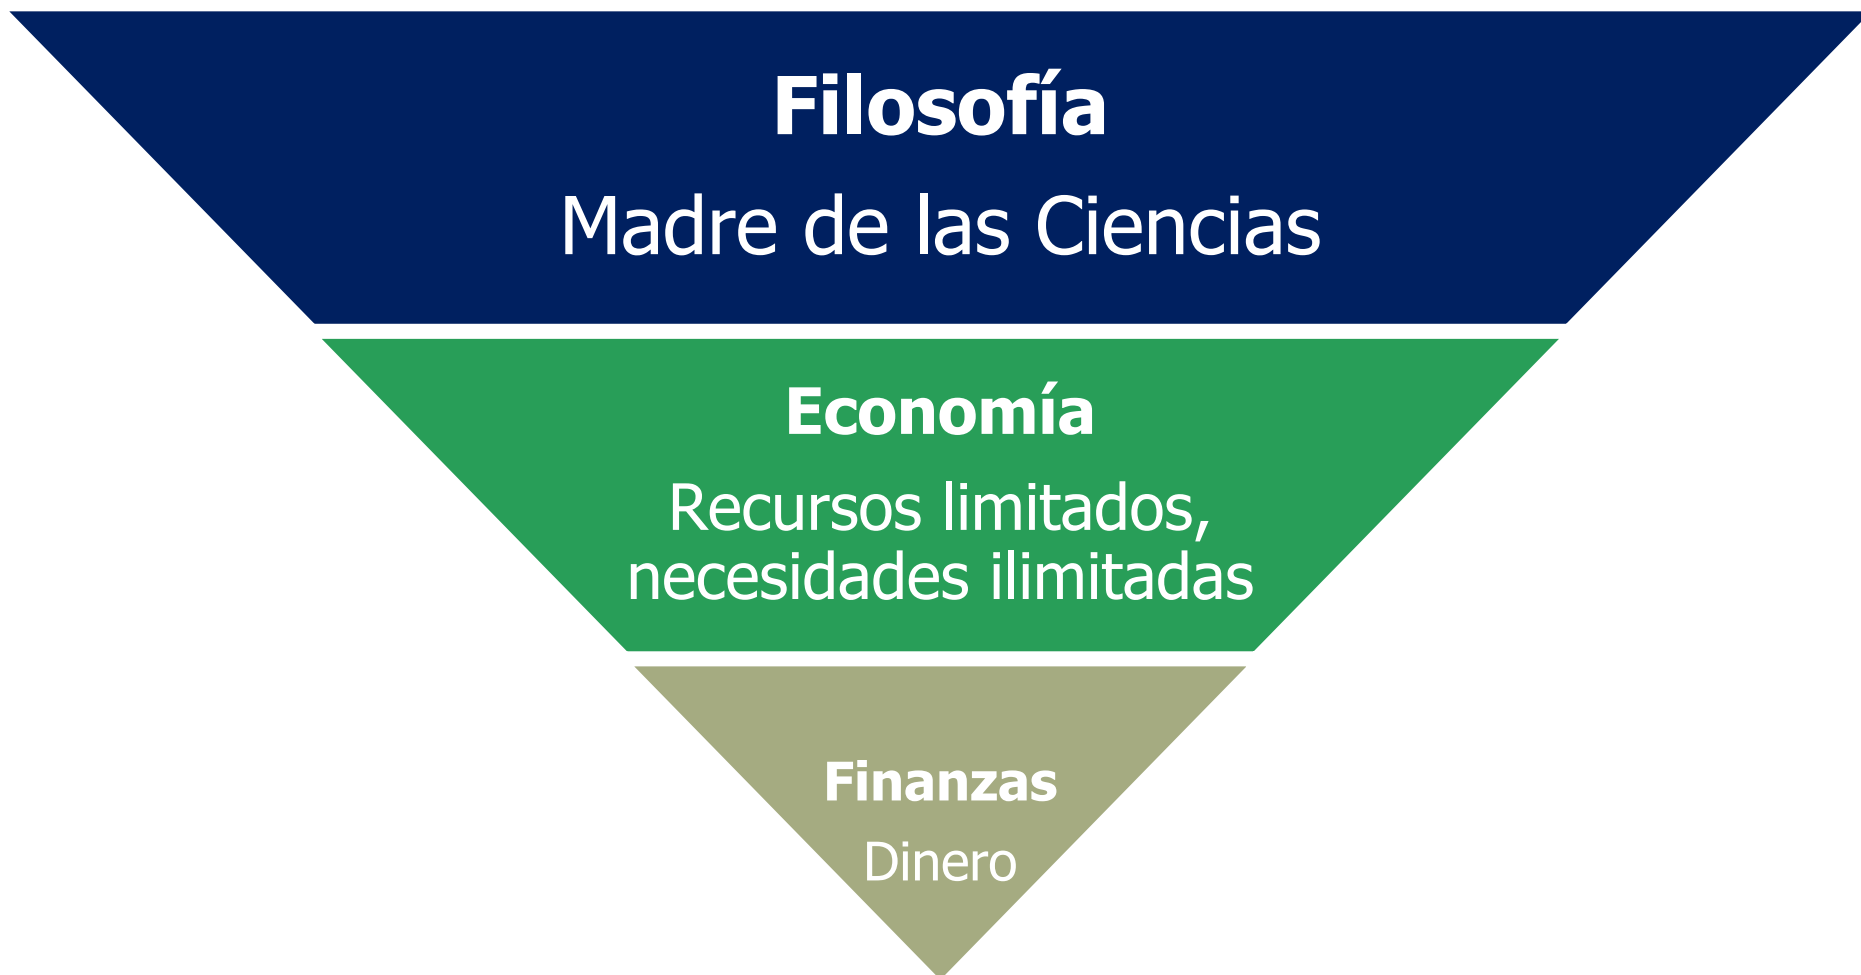 Filosofía
Madre de las Ciencias
Economía
Recursos limitados,
necesidades ilimitadas
Finanzas
Dinero